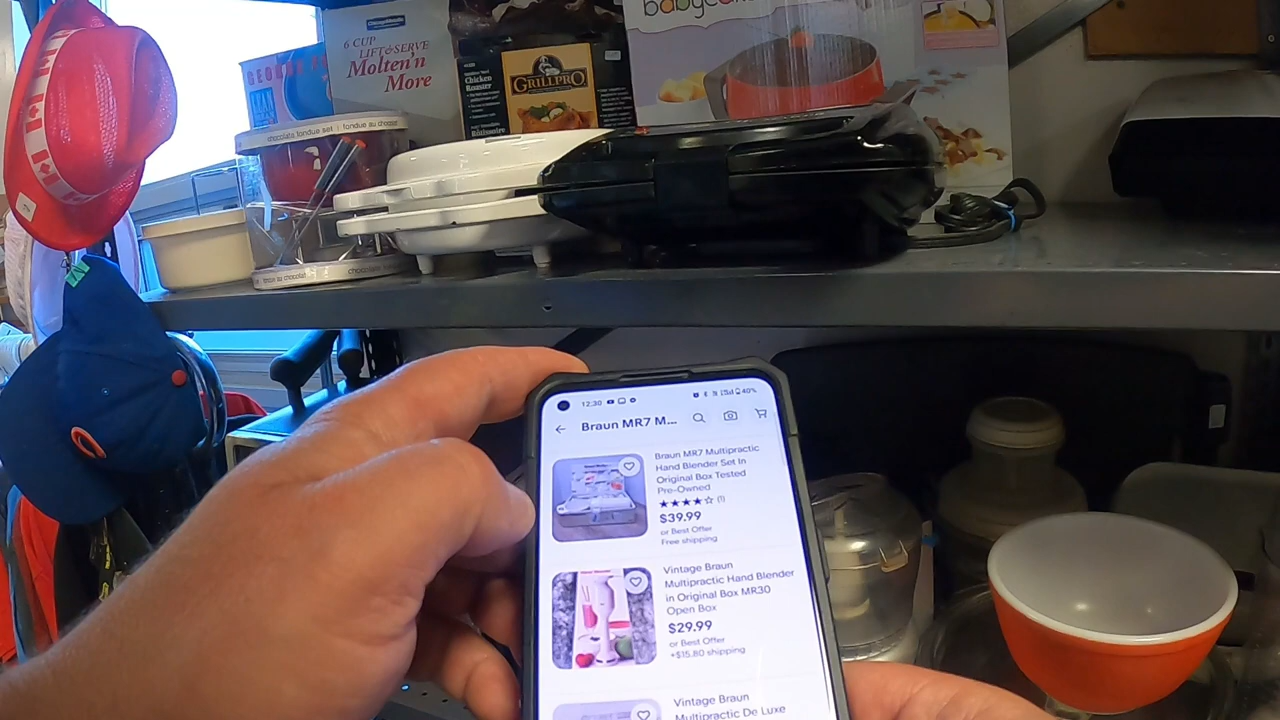 babycakes
ChicagoMetallic
6 CUP
LIFT&SERVE
Molten'n
More
GEORGE
Chicken
Roaster
GRILLPRO
Rôtissoire
chocolate fondue set | fondue au choco
chocolat
12:30
40%
Braun MR7 M...
Braun MR7 Multipractic
Hand Blender Set In
Original Box Tested
Pre-Owned
(1)
$39.99
or Best Offer
Free shipping
Vintage Braun
Multipractic Hand Blender
in Original Box MR30
Open Box
$29.99
or Best Offer
+$15.80 shipping
Vintage Braun
Multipractic De Luxe